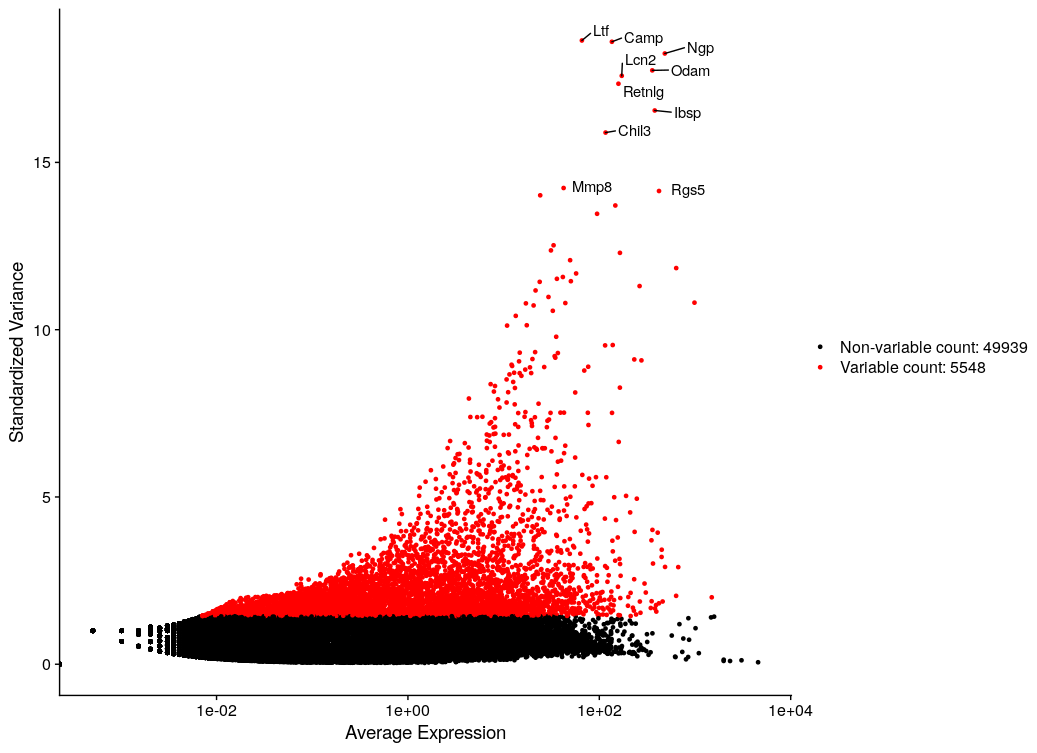 Ltf
Camp
Ngp
Lcn2
Odam
Retnlg
Ibsp
Chil3
Mmp8
Rgs5
15
10
5
0
Standardized Variance
Non-variable count: 49939
Variable count: 5548
1e-02
1e+00
1e+02
1e+04
Average Expression